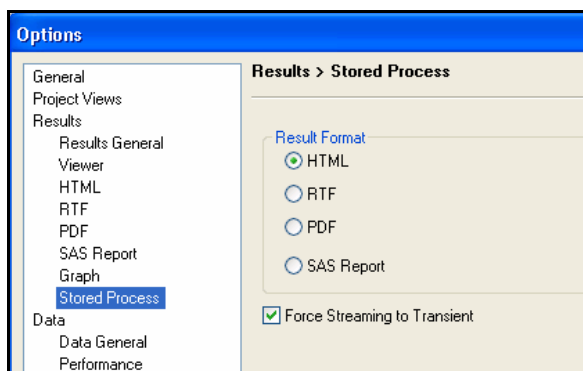 Options
General
Project Views
Results
Results General
Viewer
HTML
RTF
PDF
SAS Report
Graph
Stored Process
Data
Data General
Performance
Results > Stored Process
Result Format
HTML
RTF
PDF
SAS Report
Force Streaming to Transient